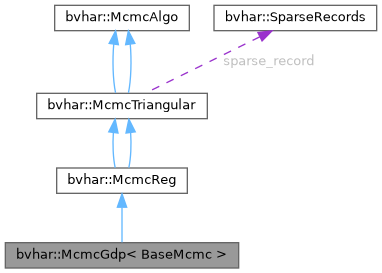 bvhar::McmcAlgo
bvhar::SparseRecords
sparse_record
bvhar::McmcTriangular
bvhar::McmcReg
bvhar::McmcGdp< BaseMcmc >